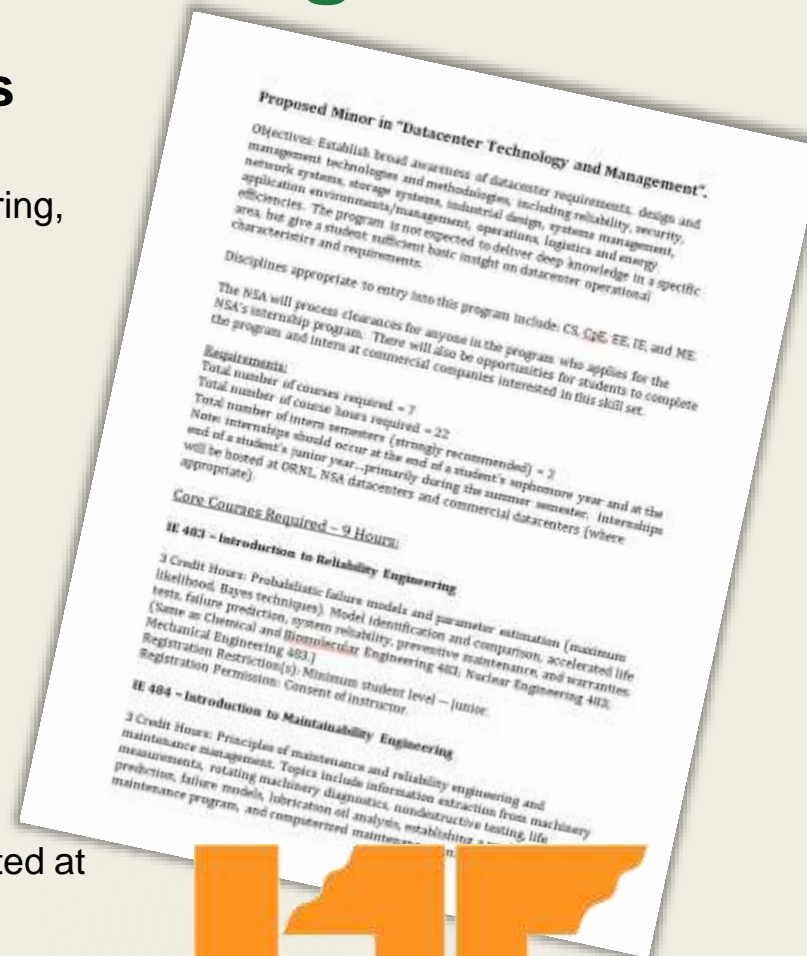 s
ring,
Proposed Minor in "Datacenter Technology and Management".
Objectives: Establish broad awareness of datacenter requirements, design and
management technologies and methodologies, including reliability, security,
network systems, storage systems, industrial design, systems management,
application environments/management, operations, logistics and energy
efficiencies. The program is not expected to deliver deep knowledge in a specific
area, but give a student sufficient basic insight on datacenter operational
characteristics and requirements.
Disciplines appropriate to entry into this program include: CS, CpE, EE, IE, and ME.
The NSA will process clearances for anyone in the program who applies for the
NSA's internship program. There will also be opportunities for students to complete
the program and intern at commercial companies interested in this skill set.
Requirements:
Total number of courses required = 7
Total number of course hours required = 22
Total number of intern semesters (strongly recommended) = 2
Note: internships should occur at the end of a student's sophomore year and at the
end of a student's junior year...primarily during the summer semester. Internships
will be hosted at ORNL, NSA datacenters and commercial datacenters (where
appropriate).
Core Courses Required – 9 Hours:
IE 483 – Introduction to Reliability Engineering
3 Credit Hours: Probabilistic failure models and parameter estimation (maximum
likelihood, Bayes techniques). Model identification and comparison, accelerated life
tests, failure prediction, system reliability, preventive maintenance, and warranties.
(Same as Chemical and Biomolecular Engineering 483; Nuclear Engineering 483;
Mechanical Engineering 483.)
Registration Restriction(s): Minimum student level – junior.
Registration Permission: Consent of instructor.
IE 484 – Introduction to Maintainability Engineering
3 Credit Hours: Principles of maintenance and reliability engineering and
maintenance management. Topics include information extraction from machinery
measurements, rotating machinery diagnostics, nondestructive testing, life
prediction, failure models, lubrication oil analysis, establishing a
maintenance program, and computerized
ted at